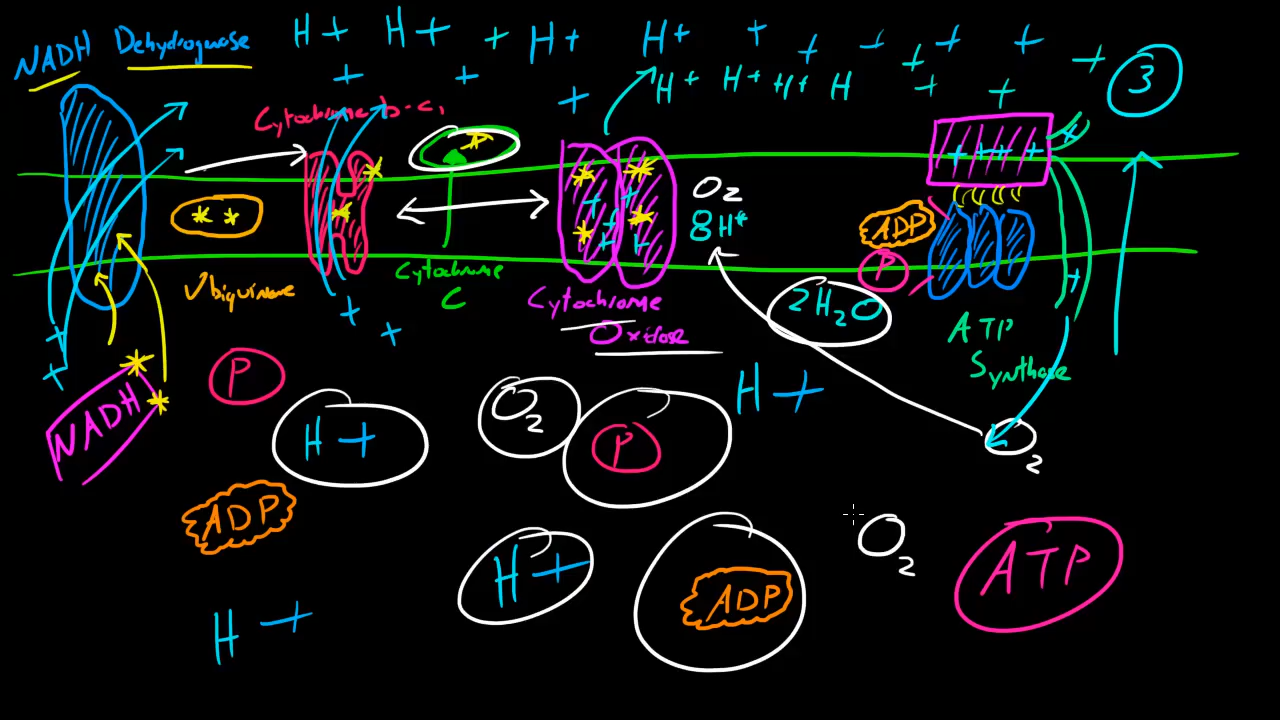 NADH Dehydrogenase
H+ H+ + H+ H+ + + + + + + +
+ + + H+ H+ H+ H + +
3
Cytochrome b-c₁
O₂
8H⁺
ADP
P
Ubiquinone
Cytochrome
C
Cytochrome
Oxidase
2H₂O
ATP
Synthase
+ +
+ +
NADH
P
H+
O₂
P
H+
O₂
ADP
H+
ADP
O₂
ATP
H+